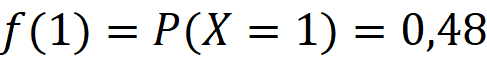 f(1) = P(X = 1) = 0,48